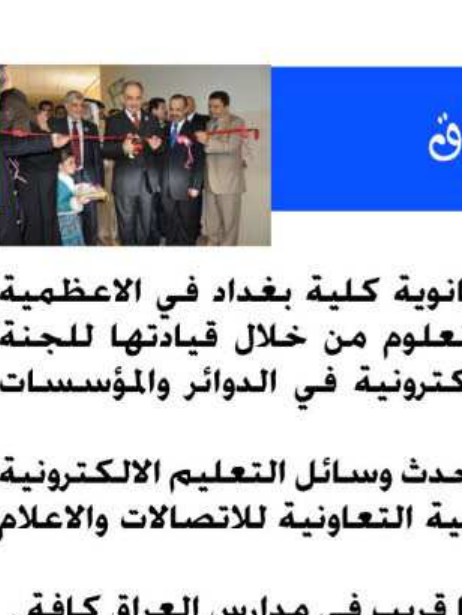 ق
انوية كلية بغداد في الاعظمية
علوم من خلال قيادتها للجنة
كترونية في الدوائر والمؤسسات
حدث وسائل التعليم الالكترونية
ية التعاونية للاتصالات والاعلام
قريب في مدارس العراق كافة